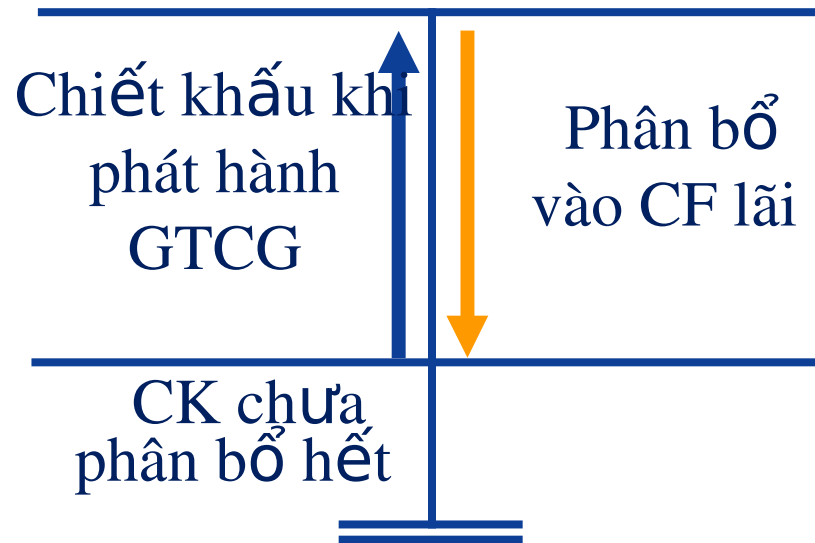 Chiết khấu khi
phát hành
GTCG
Phân bổ
vào CF lãi
CK chưa
phân bổ hết